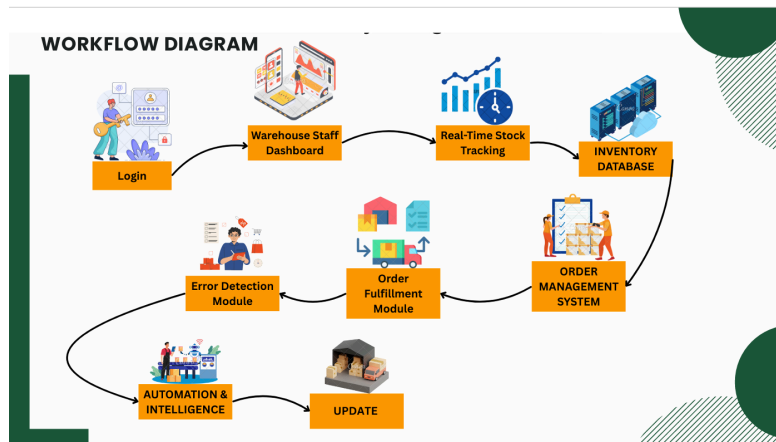 WORKFLOW DIAGRAM
Login
Warehouse Staff
Dashboard
Real-Time Stock
Tracking
INVENTORY
DATABASE
ORDER
MANAGEMENT
SYSTEM
Order
Fulfillment
Module
Error Detection
Module
AUTOMATION &
INTELLIGENCE
UPDATE